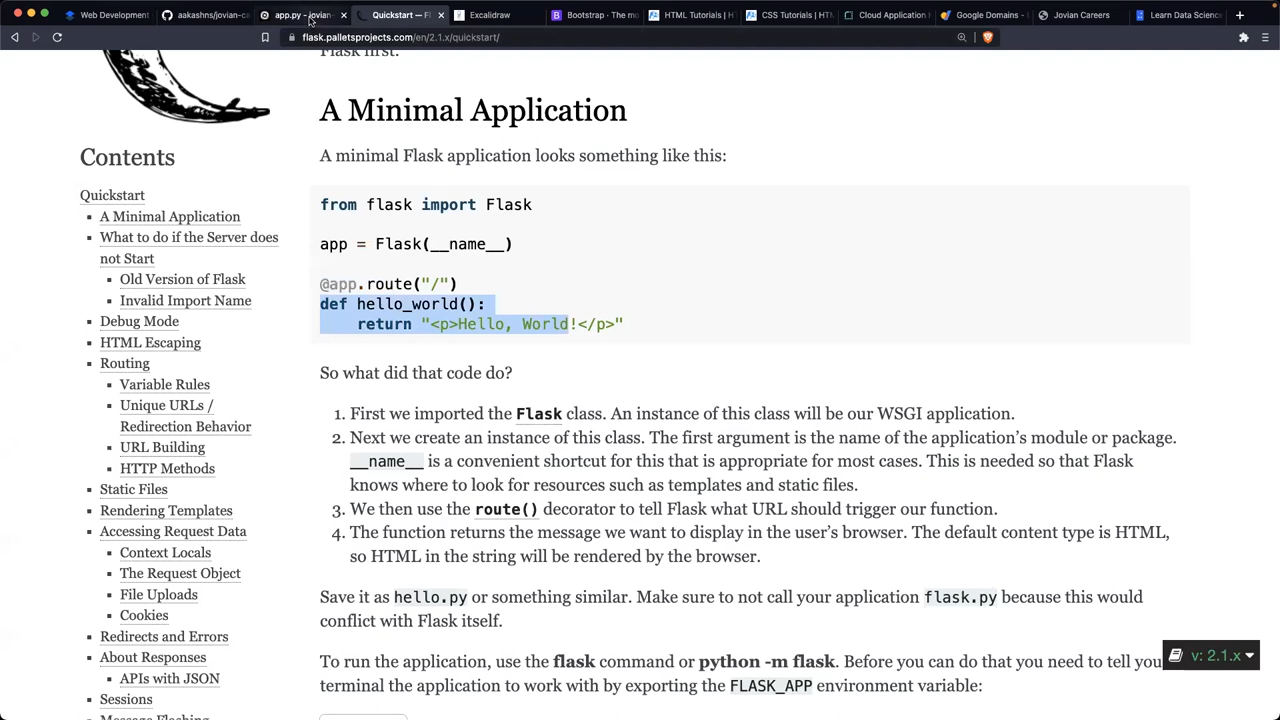 Web Development
aakashns/jovian-ca
app.py - jovian-
Quickstart — F
Excalidraw
Bootstrap · The mo
HTML Tutorials | HT
CSS Tutorials | HTM
Cloud Application
Google Domains -
Jovian Careers
Learn Data Scienc
flask.palletsprojects.com/en/2.1.x/quickstart/
Flask first.
A Minimal Application
A minimal Flask application looks something like this:
Contents
from flask import Flask
app = Flask(__name__)
@app.route("/")
def hello_world():
return "<p>Hello, World!</p>"
Quickstart
A Minimal Application
What to do if the Server does
not Start
Old Version of Flask
Invalid Import Name
Debug Mode
HTML Escaping
Routing
Variable Rules
Unique URLs /
Redirection Behavior
URL Building
HTTP Methods
Static Files
Rendering Templates
Accessing Request Data
Context Locals
The Request Object
File Uploads
Cookies
Redirects and Errors
About Responses
APIs with JSON
Sessions
Message Flashing
So what did that code do?
1. First we imported the Flask class. An instance of this class will be our WSGI application.
2. Next we create an instance of this class. The first argument is the name of the application's module or package.
__name__ is a convenient shortcut for this that is appropriate for most cases. This is needed so that Flask
knows where to look for resources such as templates and static files.
3. We then use the route() decorator to tell Flask what URL should trigger our function.
4. The function returns the message we want to display in the user's browser. The default content type is HTML,
so HTML in the string will be rendered by the browser.
Save it as hello.py or something similar. Make sure to not call your application flask.py because this would
conflict with Flask itself.
To run the application, use the flask command or python -m flask. Before you can do that you need to tell you
terminal the application to work with by exporting the FLASK_APP environment variable:
v: 2.1.x